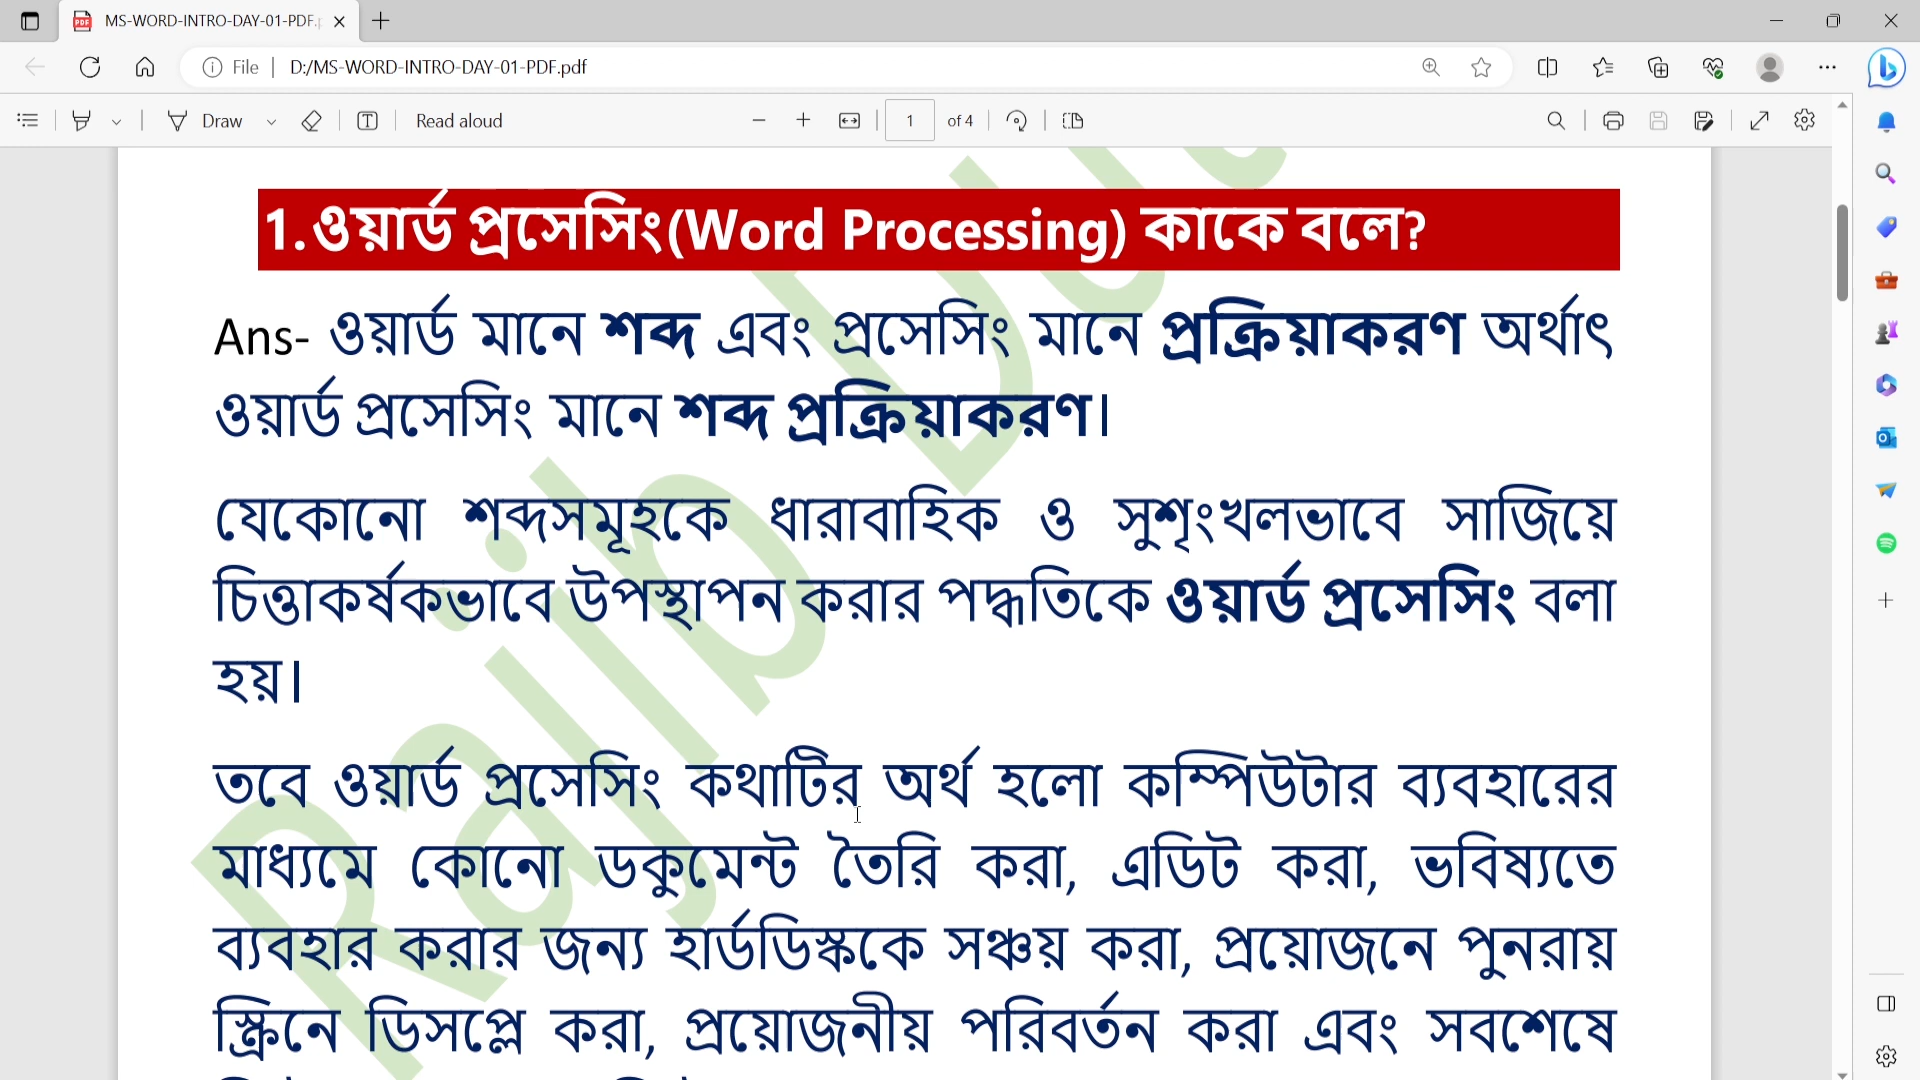 MS-WORD-INTRO-DAY-01-PDF.
File D:/MS-WORD-INTRO-DAY-01-PDF.pdf
Draw Read aloud 1 of 4
1.ওয়ার্ড প্রসেসিং(Word Processing) কাকে বলে?
Ans- ওয়ার্ড মানে শব্দ এবং প্রসেসিং মানে প্রক্রিয়াকরণ অর্থাৎ
ওয়ার্ড প্রসেসিং মানে শব্দ প্রক্রিয়াকরণ।
যেকোনো শব্দসমূহকে ধারাবাহিক ও সুশৃংখলভাবে সাজিয়ে
চিত্তাকর্ষকভাবে উপস্থাপন করার পদ্ধতিকে ওয়ার্ড প্রসেসিং বলা
হয়।
তবে ওয়ার্ড প্রসেসিং কথাটির অর্থ হলো কম্পিউটার ব্যবহারের
মাধ্যমে কোনো ডকুমেন্ট তৈরি করা, এডিট করা, ভবিষ্যতে
ব্যবহার করার জন্য হার্ডডিস্ককে সঞ্চয় করা, প্রয়োজনে পুনরায়
স্ক্রিনে ডিসপ্লে করা, প্রয়োজনীয় পরিবর্তন করা এবং সবশেষে
Rajib